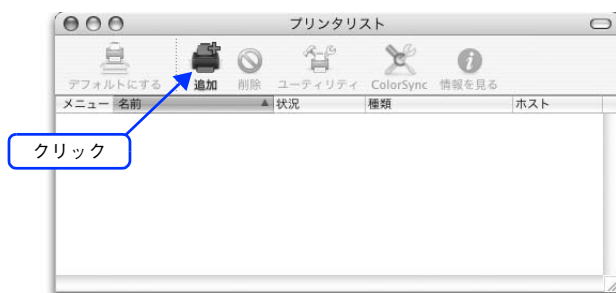 プリンタリスト
デフォルトにする 追加 削除 ユーティリティ ColorSync 情報を見る
メニュー 名前 状況 種類 ホスト
クリック